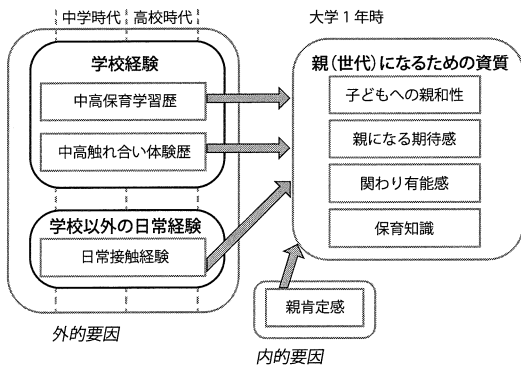 中学時代
高校時代
大学1年時
学校経験
中高保育学習歴
中高触れ合い体験歴
学校以外の日常経験
日常接触経験
外的要因
親(世代)になるための資質
子どもへの親和性
親になる期待感
関わり有能感
保育知識
親肯定感
内的要因